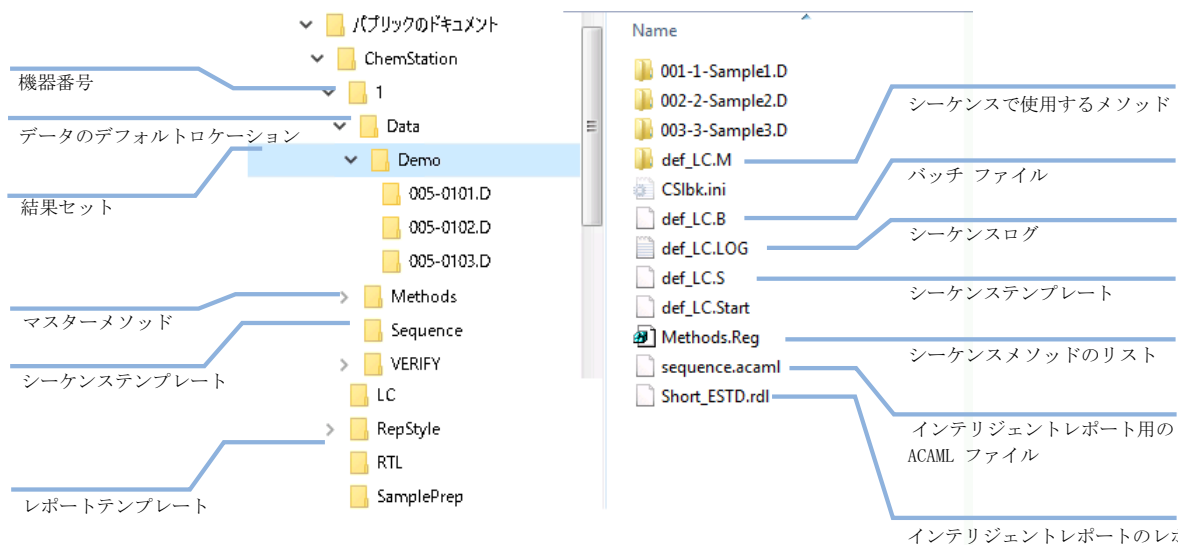 機器番号
データのデフォルトロケーション
結果セット
マスターメソッド
シーケンステンプレート
レポートテンプレート
パブリックのドキュメント
ChemStation
1
Data
Demo
005-0101.D
005-0102.D
005-0103.D
Methods
Sequence
VERIFY
LC
RepStyle
RTL
SamplePrep
Name
001-1-Sample1.D
002-2-Sample2.D
003-3-Sample3.D
def_LC.M
CSlbk.ini
def_LC.B
def_LC.LOG
def_LC.S
def_LC.Start
Methods.Reg
sequence.acaml
Short_ESTD.rdl
シーケンスで使用するメソッド
バッチ ファイル
シーケンスログ
シーケンステンプレート
シーケンスメソッドのリスト
インテリジェントレポート用の
ACAML ファイル
インテリジェントレポートのレ